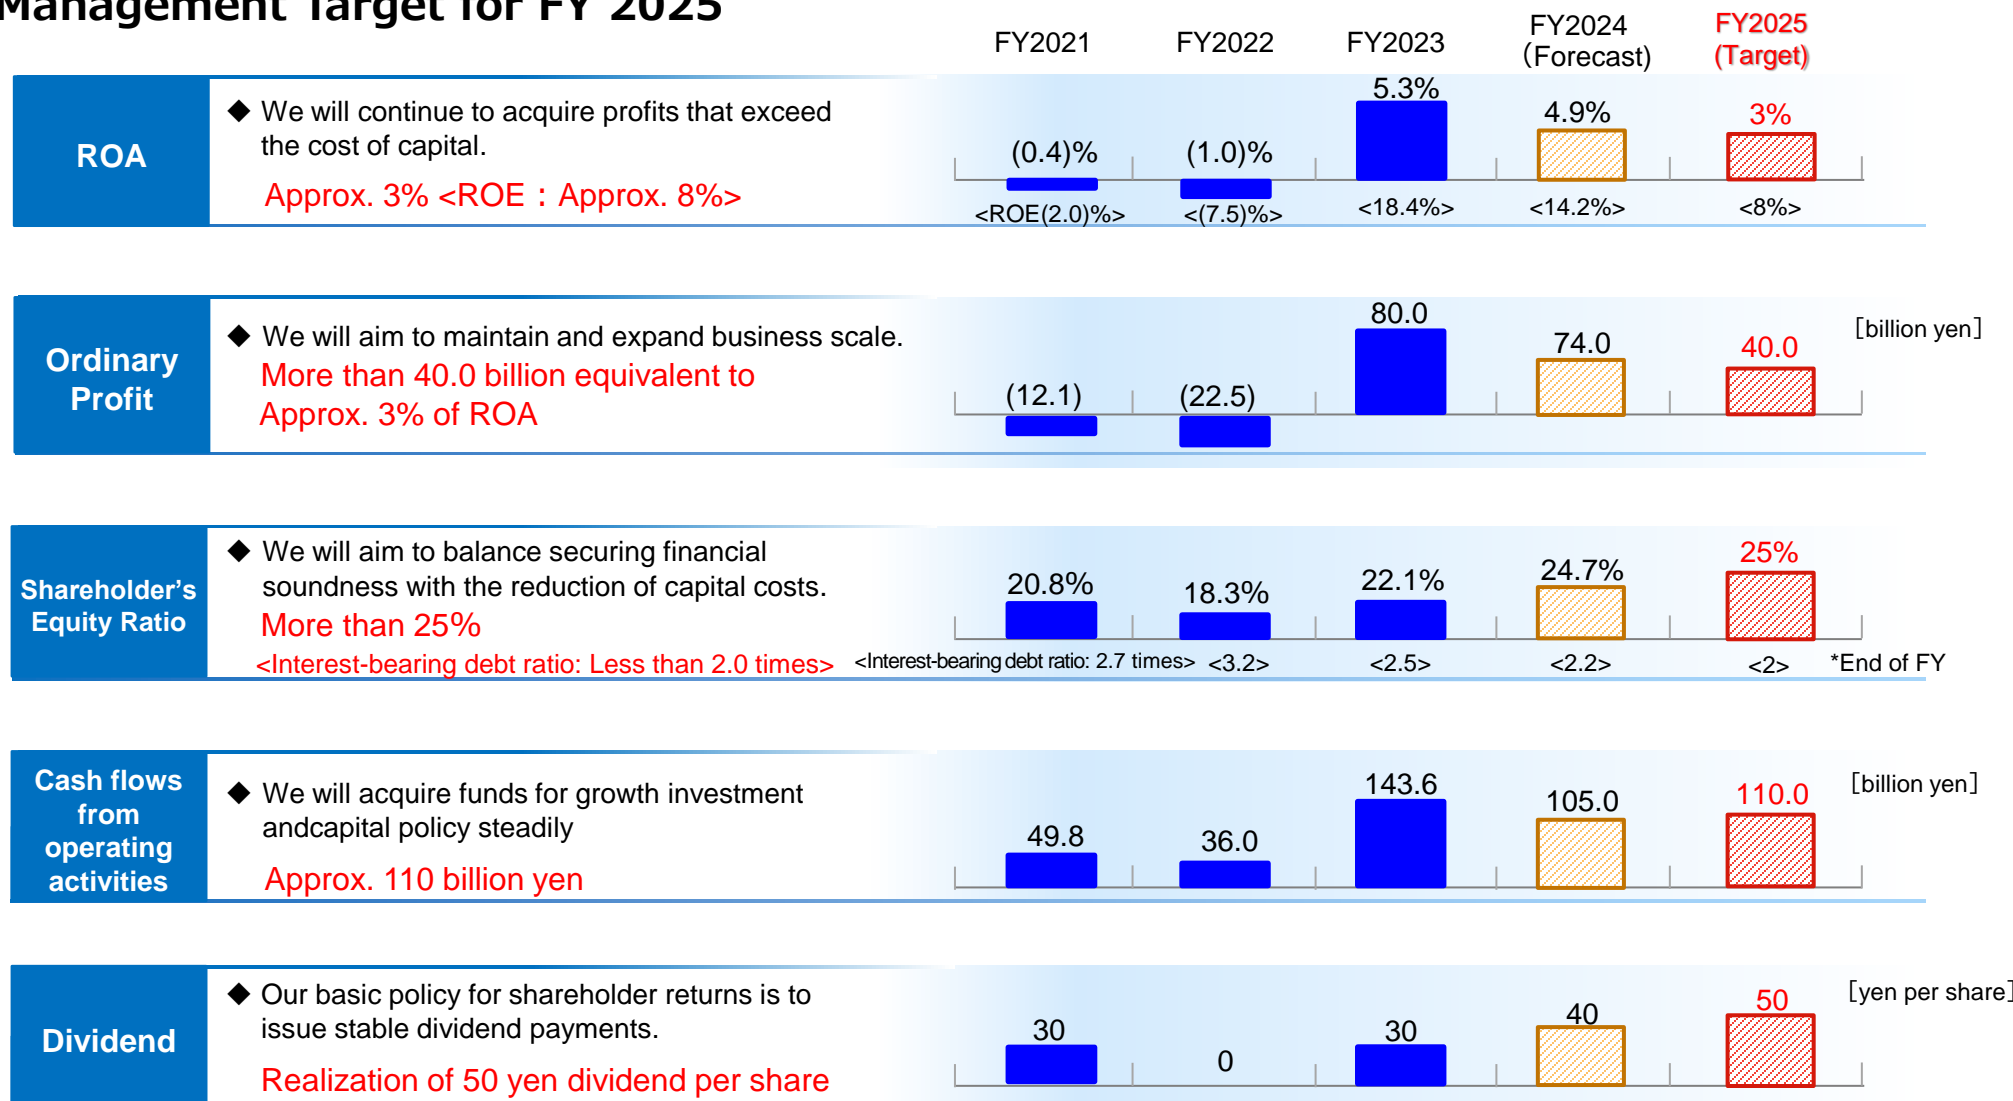 Management Target for FY 2025
FY2021
FY2022
FY2023
FY2024
（Forecast)
FY2025
(Target)
ROA
◆ We will continue to acquire profits that exceed
the cost of capital.
Approx. 3% <ROE：Approx. 8%>
(0.4)%
(1.0)%
5.3%
4.9%
3%
<ROE(2.0)%>
<(7.5)%>
<18.4%>
<14.2%>
<8%>
Ordinary
Profit
◆ We will aim to maintain and expand business scale.
More than 40.0 billion equivalent to
Approx. 3% of ROA
(12.1)
(22.5)
80.0
74.0
40.0
［billion yen］
Shareholder's
Equity Ratio
◆ We will aim to balance securing financial
soundness with the reduction of capital costs.
More than 25%
<Interest-bearing debt ratio: Less than 2.0 times>
20.8%
18.3%
22.1%
24.7%
25%
<Interest-bearing debt ratio: 2.7 times>
<3.2>
<2.5>
<2.2>
<2>
*End of FY
Cash flows
from
operating
activities
◆ We will acquire funds for growth investment
andcapital policy steadily
Approx. 110 billion yen
49.8
36.0
143.6
105.0
110.0
［billion yen］
Dividend
◆ Our basic policy for shareholder returns is to
issue stable dividend payments.
Realization of 50 yen dividend per share
30
0
30
40
50
［yen per share］